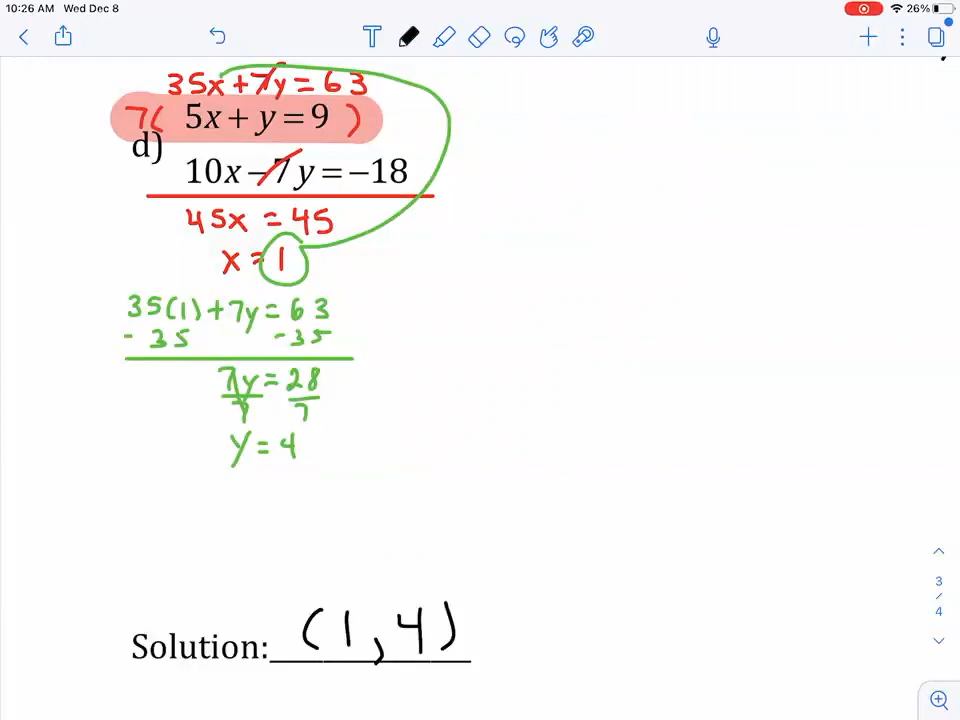 10:26 AM Wed Dec 8 26%
T
35x+7y=63
7( 5x + y = 9 )
d)
10x − 7y = −18
45x = 45
x = 1
35(1) + 7y = 63
- 35 -35
7y = 28
7 7
y = 4
3
/
4
Solution: (1,4)